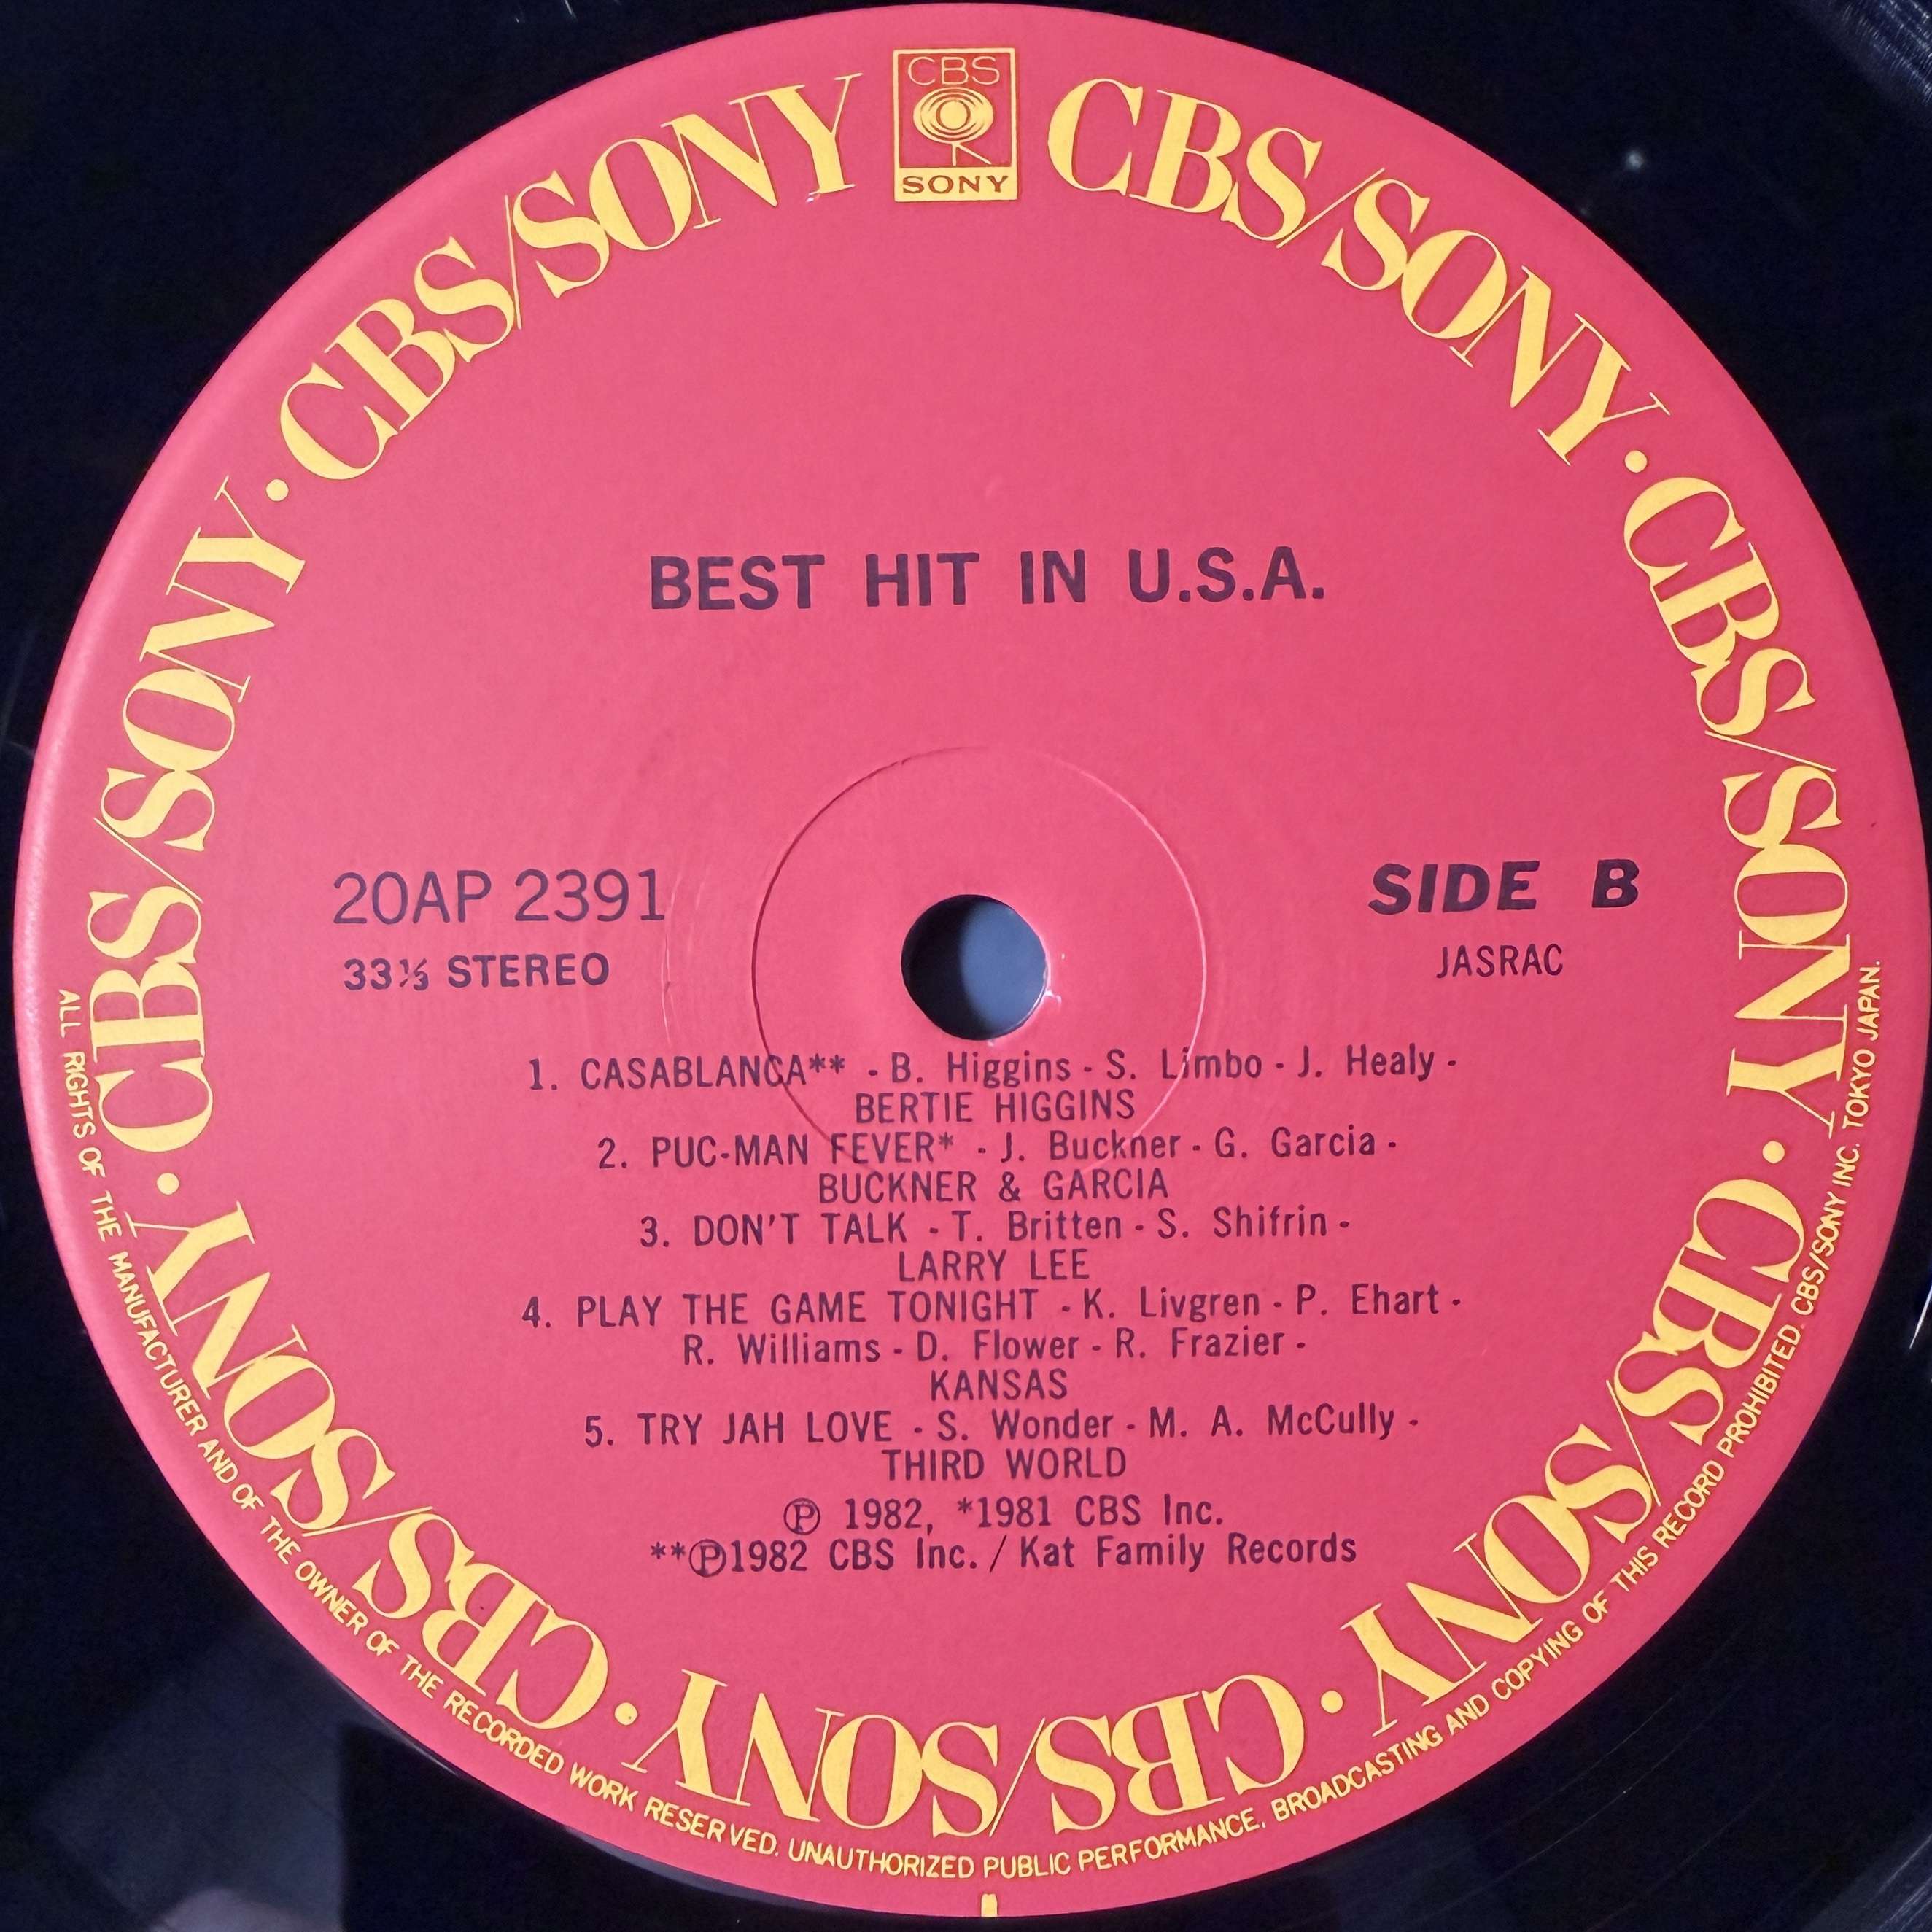 CBS
SONY
CBS/SONY · CBS/SONY · CBS/SONY · CBS/SONY · CBS/SONY · CBS/SONY · CBS/SONY
BEST HIT IN U.S.A.
20AP 2391
33⅓ STEREO
SIDE B
JASRAC
1. CASABLANCA** - B. Higgins - S. Limbo - J. Healy -
BERTIE HIGGINS
2. PUC-MAN FEVER* - J. Buckner - G. Garcia -
BUCKNER & GARCIA
3. DON'T TALK - T. Britten - S. Shifrin -
LARRY LEE
4. PLAY THE GAME TONIGHT - K. Livgren - P. Ehart -
R. Williams - D. Flower - R. Frazier -
KANSAS
5. TRY JAH LOVE - S. Wonder - M. A. McCully -
THIRD WORLD
Ⓟ 1982, *1981 CBS Inc.
**Ⓟ1982 CBS Inc. / Kat Family Records
ALL RIGHTS OF THE MANUFACTURER AND OF THE OWNER OF THE RECORDED WORK RESERVED. UNAUTHORIZED PUBLIC PERFORMANCE, BROADCASTING AND COPYING OF THIS RECORD PROHIBITED. CBS/SONY INC. TOKYO JAPAN.